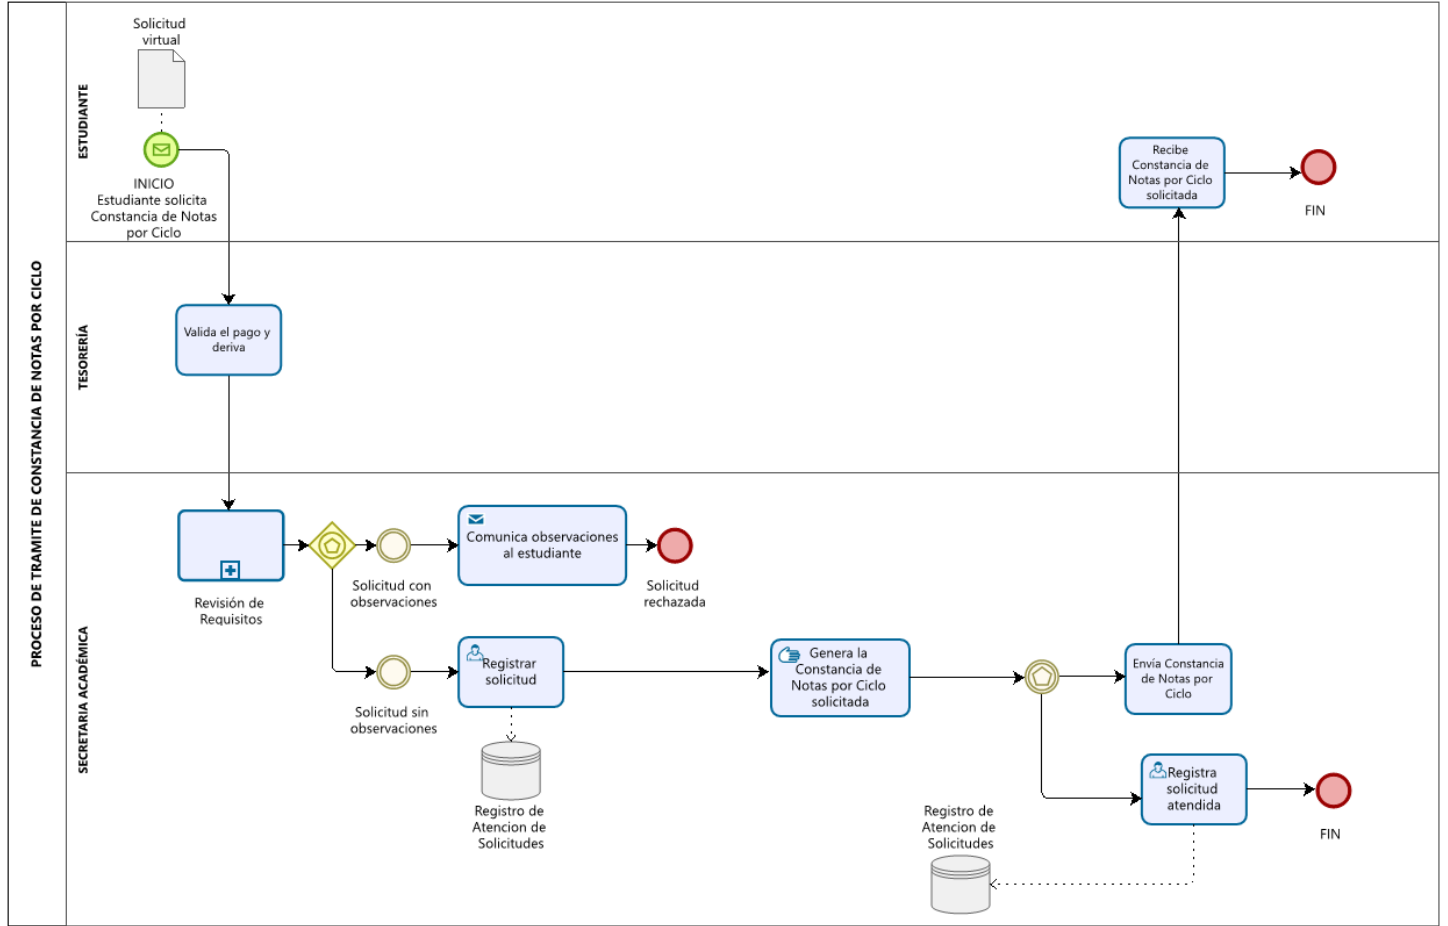 PROCESO DE TRAMITE DE CONSTANCIA DE NOTAS POR CICLO
ESTUDIANTE
Solicitud
virtual
INICIO
Estudiante solicita
Constancia de Notas
por Ciclo
Recibe
Constancia de
Notas por Ciclo
solicitada
FIN
TESORERÍA
Valida el pago y
deriva
SECRETARIA ACADÉMICA
Revisión de
Requisitos
Solicitud con
observaciones
Comunica observaciones
al estudiante
Solicitud
rechazada
Solicitud sin
observaciones
Registrar
solicitud
Registro de
Atencion de
Solicitudes
Genera la
Constancia de
Notas por Ciclo
solicitada
Envía Constancia
de Notas por
Ciclo
Registra
solicitud
atendida
FIN
Registro de
Atencion de
Solicitudes